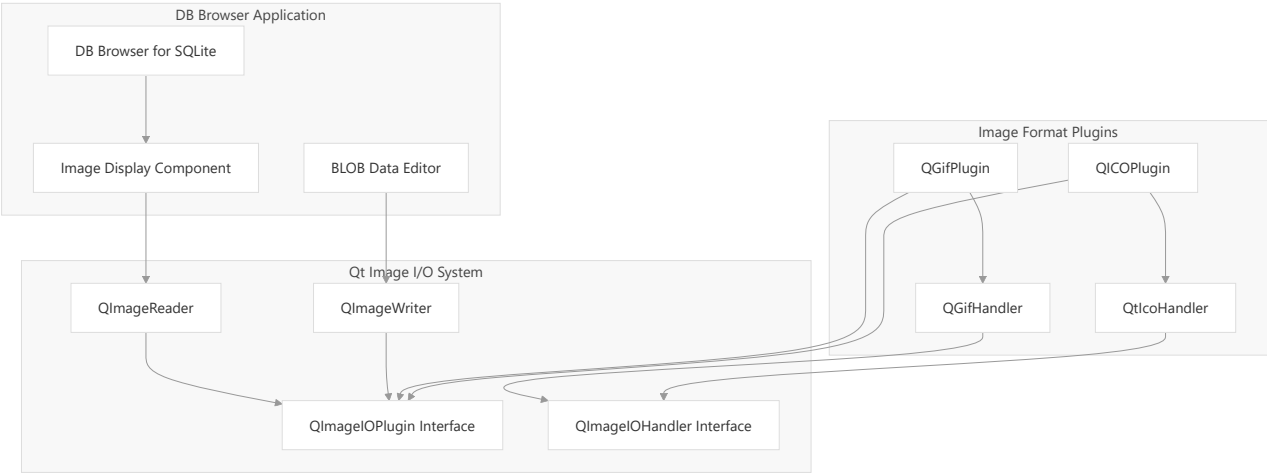 DB Browser Application
DB Browser for SQLite
Image Display Component
BLOB Data Editor
Image Format Plugins
QGifPlugin
QICOPlugin
Qt Image I/O System
QImageReader
QImageWriter
QGifHandler
QtIcoHandler
QImageIOPlugin Interface
QImageIOHandler Interface